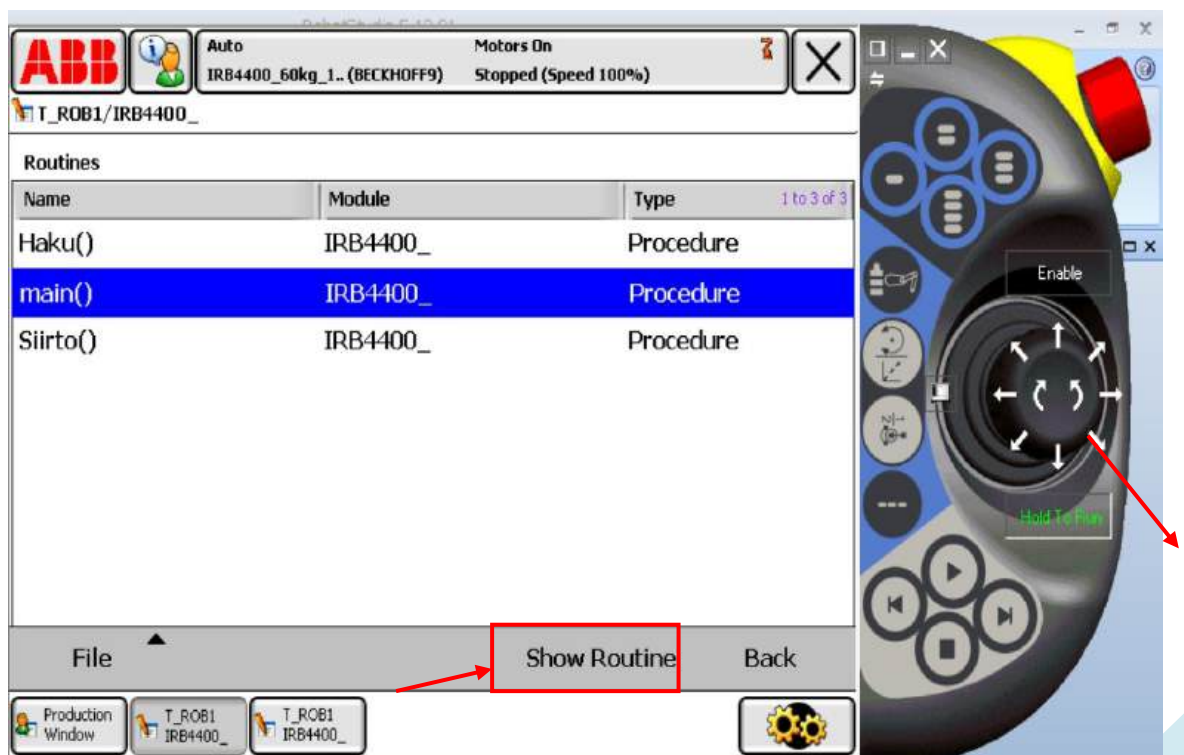 ABB
Auto
Motors On
IRB4400_60kg_1.. (BECKHOFF9)
Stopped (Speed 100%)
T_ROB1/IRB4400_
Routines
Name Module Type 1 to 3 of 3
Haku() IRB4400_ Procedure
main() IRB4400_ Procedure
Siirto() IRB4400_ Procedure
Enable
Hold To Run
File Show Routine Back
Production
Window
T_ROB1
IRB4400_
T_ROB1
IRB4400_